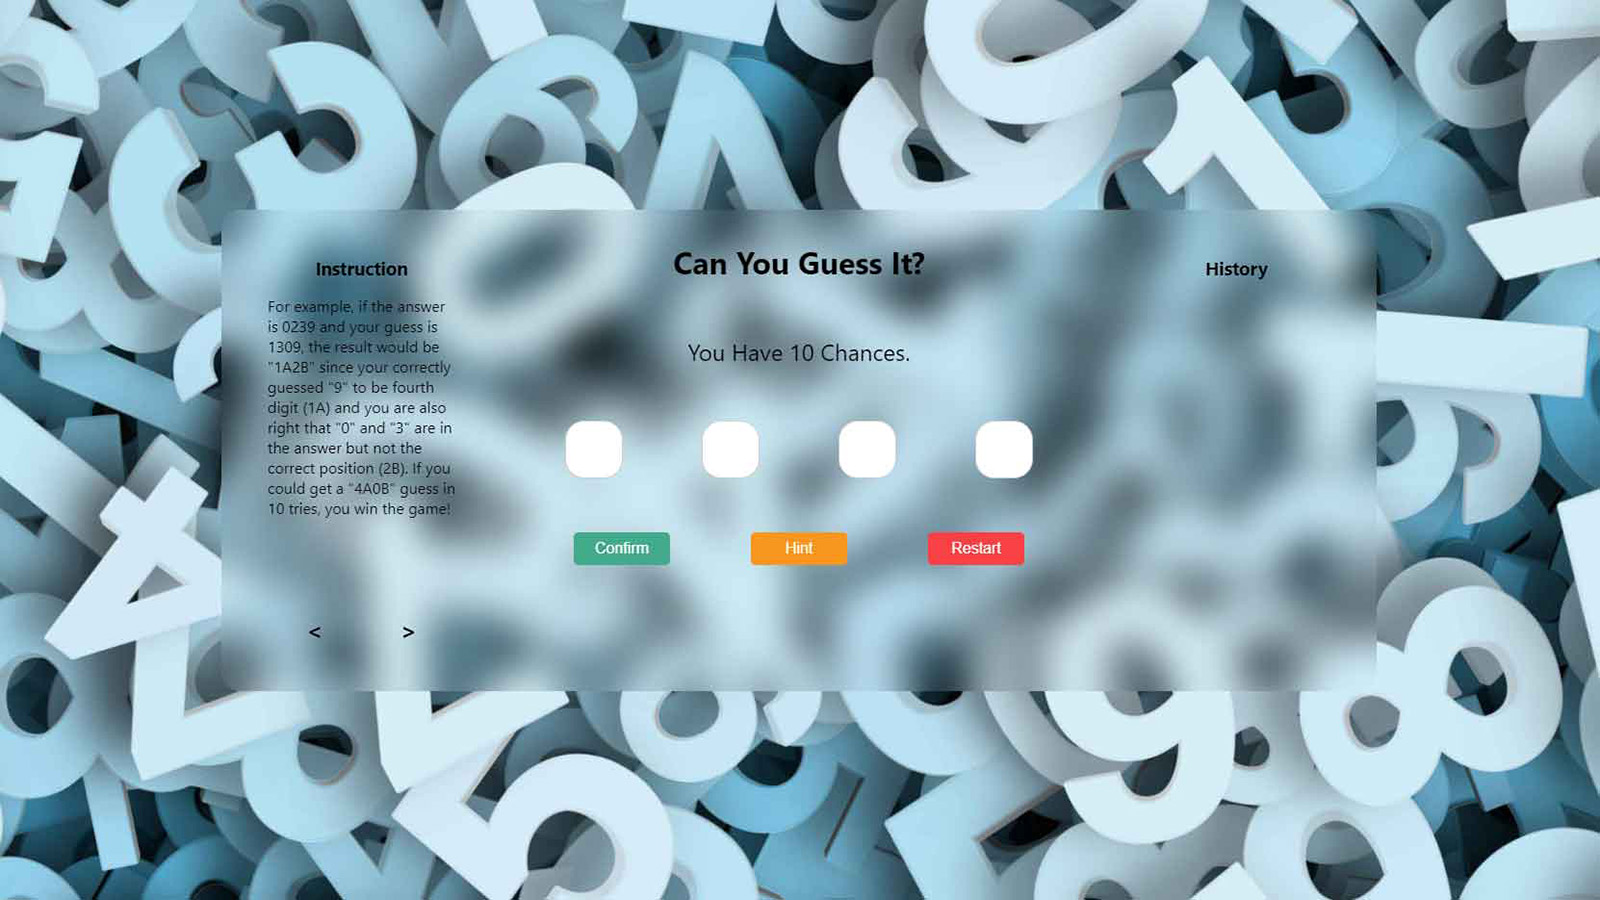 Can You Guess It?
Instruction
For example, if the answer
is 0239 and your guess is
1309, the result would be
"1A2B" since your correctly
guessed "9" to be fourth
digit (1A) and you are also
right that "0" and "3" are in
the answer but not the
correct position (2B). If you
could get a "4A0B" guess in
10 tries, you win the game!
< >
You Have 10 Chances.
Confirm Hint Restart
History